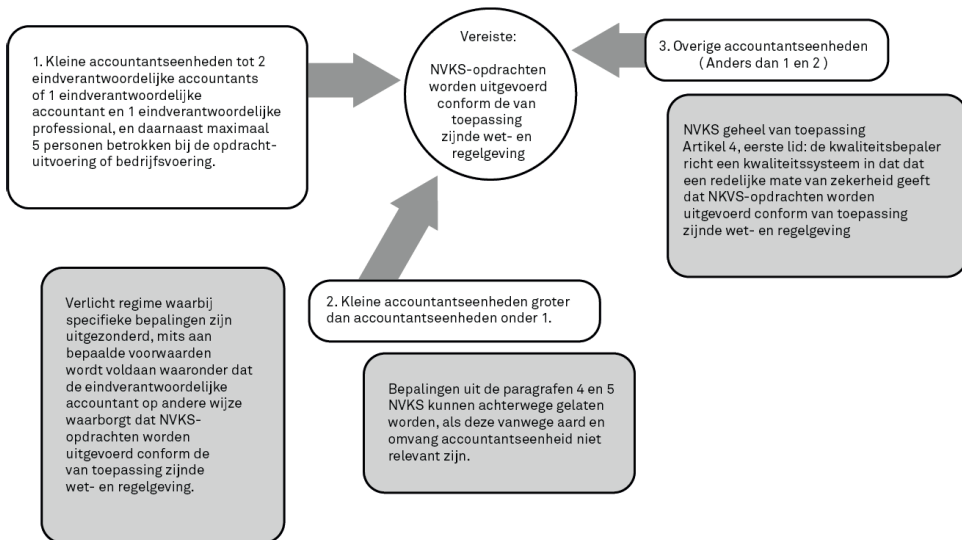 1. Kleine accountantseenheden tot 2
eindverantwoordelijke accountants
of 1 eindverantwoordelijke
accountant en 1 eindverantwoordelijke
professional, en daarnaast maximaal
5 personen betrokken bij de opdracht-
uitvoering of bedrijfsvoering.
Vereiste:
NVKS-opdrachten
worden uitgevoerd
conform de van
toepassing
zijnde wet- en
regelgeving
3. Overige accountantseenheden
( Anders dan 1 en 2 )
NVKS geheel van toepassing
Artikel 4, eerste lid: de kwaliteitsbepaler
richt een kwaliteitssysteem in dat dat
een redelijke mate van zekerheid geeft
dat NKVS-opdrachten worden
uitgevoerd conform van toepassing
zijnde wet- en regelgeving
Verlicht regime waarbij
specifieke bepalingen zijn
uitgezonderd, mits aan
bepaalde voorwaarden
wordt voldaan waaronder dat
de eindverantwoordelijke
accountant op andere wijze
waarborgt dat NVKS-
opdrachten worden
uitgevoerd conform de
van toepassing zijnde
wet- en regelgeving.
2. Kleine accountantseenheden groter
dan accountantseenheden onder 1.
Bepalingen uit de paragrafen 4 en 5
NVKS kunnen achterwege gelaten
worden, als deze vanwege aard en
omvang accountantseenheid niet
relevant zijn.